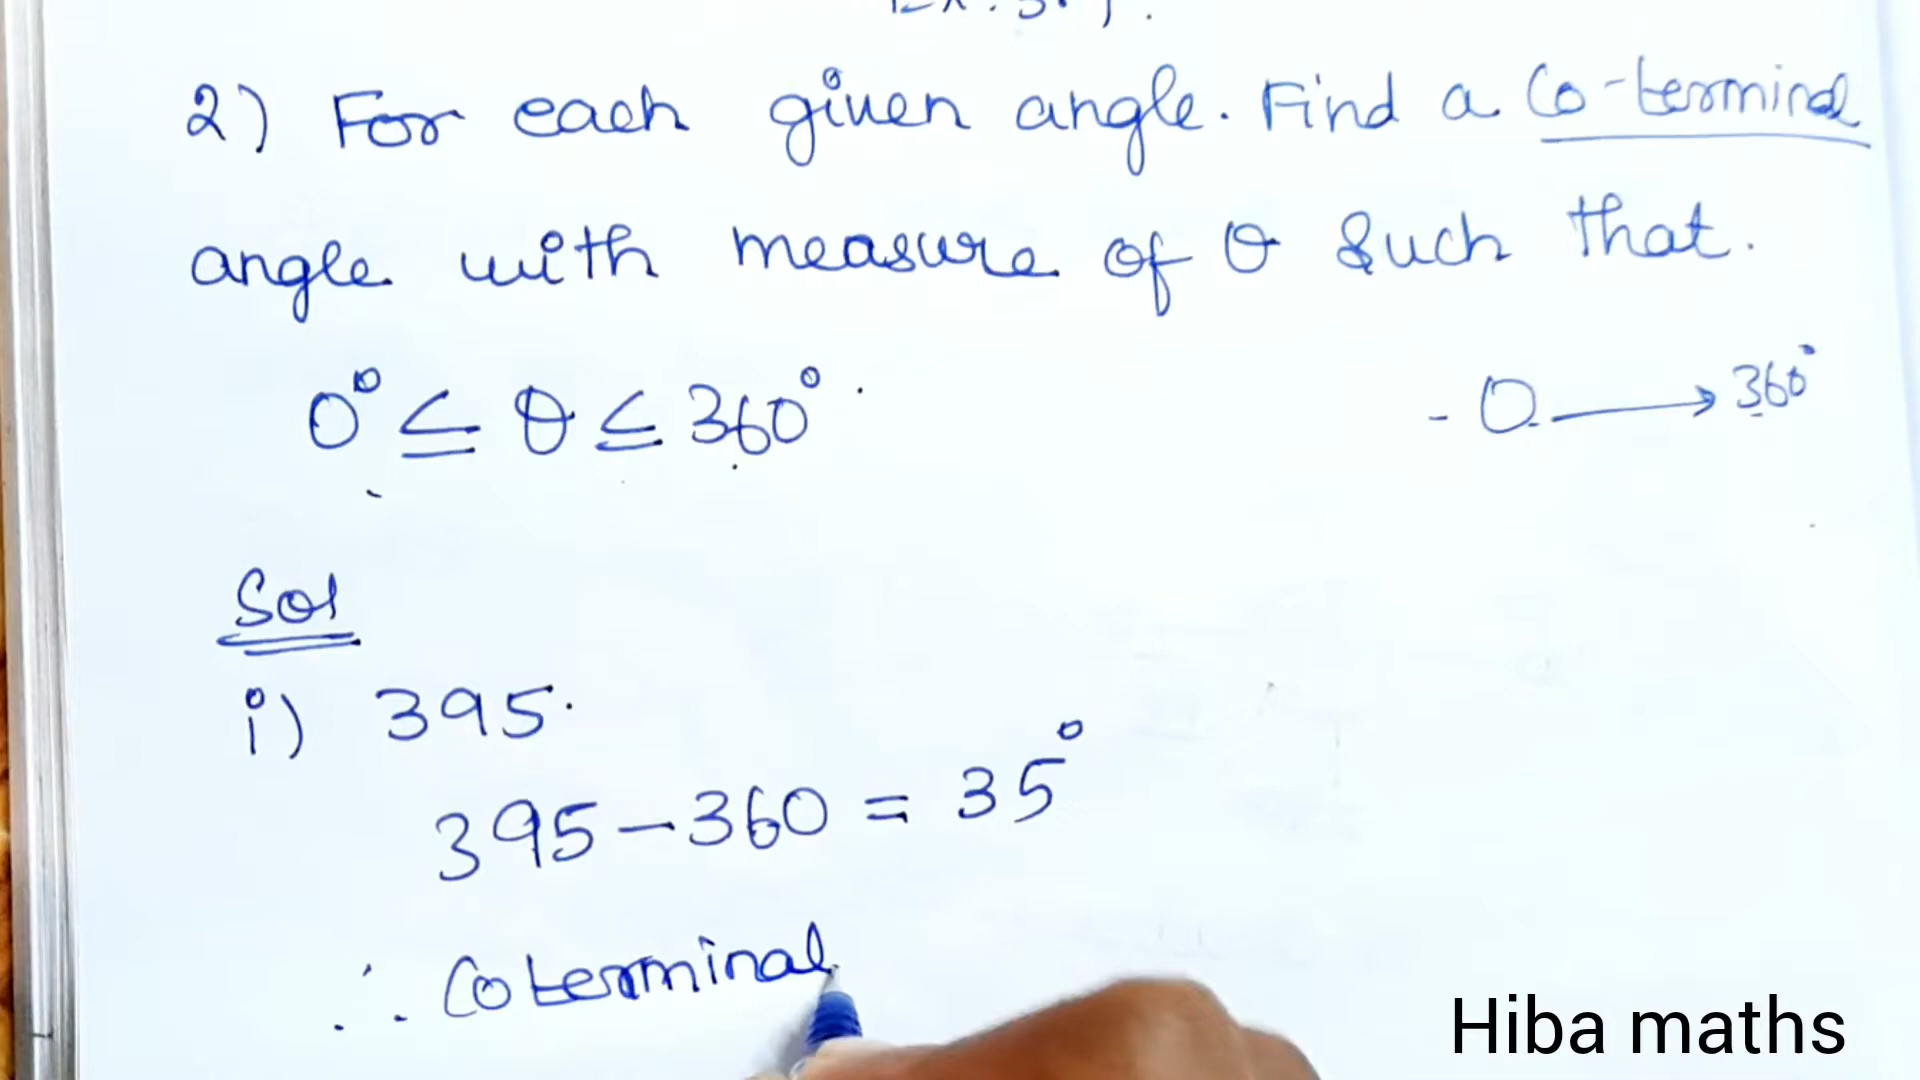 2) For each given angle. Find a Co-terminal
angle with measure of θ such that.
0° ≤ θ ≤ 360°.
- 0 → 360°
Sol
i) 395.
395 - 360 = 35°
∴ Coterminal
Hiba maths